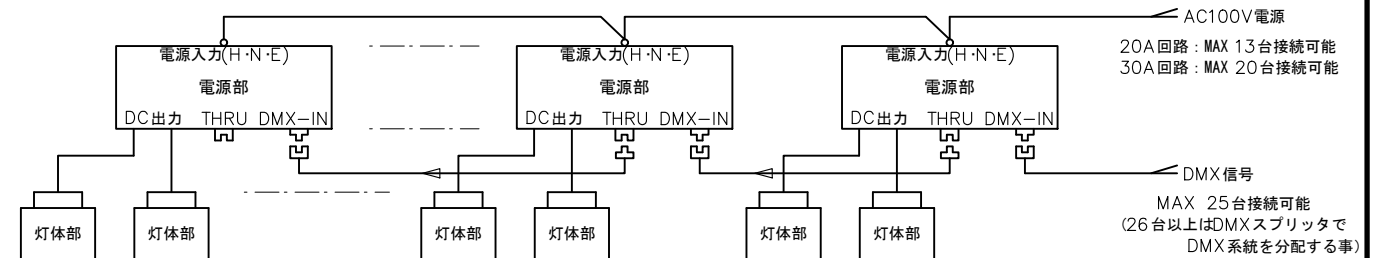 AC100V電源
20A回路：MAX 13台接続可能
30A回路：MAX 20台接続可能
電源入力(H・N・E)
電源部
DC出力 THRU DMX-IN
電源入力(H・N・E)
電源部
DC出力 THRU DMX-IN
電源入力(H・N・E)
電源部
DC出力 THRU DMX-IN
DMX信号
MAX 25台接続可能
(26台以上はDMXスプリッタで
DMX系統を分配する事)
灯体部
灯体部
灯体部
灯体部
灯体部
灯体部